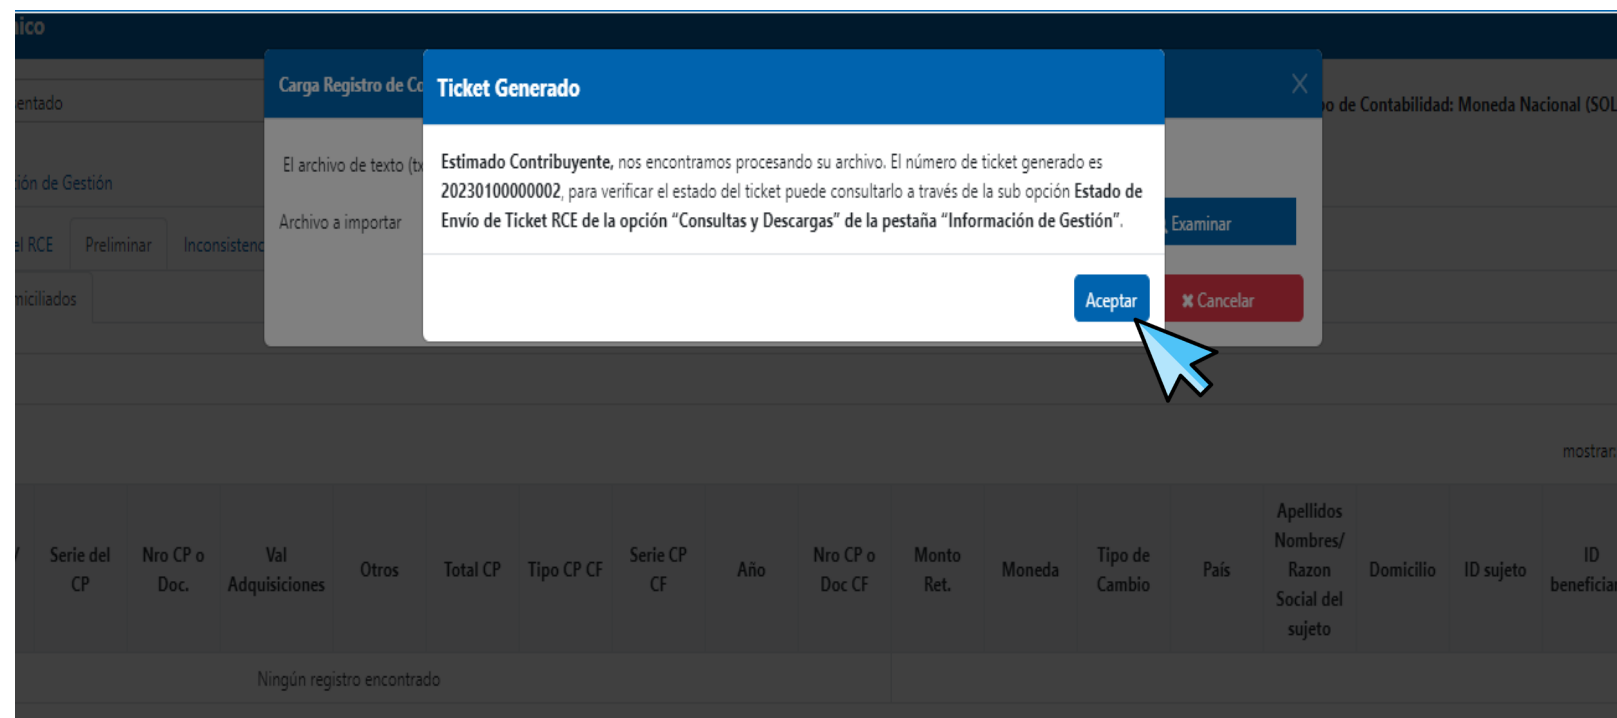 Ticket Generado
Carga Registro de Co
entado
o de Contabilidad: Moneda Nacional (SOL
Estimado Contribuyente, nos encontramos procesando su archivo. El número de ticket generado es
20230100000002, para verificar el estado del ticket puede consultarlo a través de la sub opción Estado de
Envío de Ticket RCE de la opción “Consultas y Descargas” de la pestaña “Información de Gestión”.
El archivo de texto (tx
ión de Gestión
Archivo a importar
Examinar
el RCE Preliminar Inconsistenc
Aceptar
Cancelar
miciliados
mostrar:
Serie del CP
Nro CP o Doc.
Val Adquisiciones
Otros
Total CP
Tipo CP CF
Serie CP CF
Año
Nro CP o Doc CF
Monto Ret.
Moneda
Tipo de Cambio
País
Apellidos Nombres/ Razon Social del sujeto
Domicilio
ID sujeto
ID beneficiar
Ningún registro encontrado